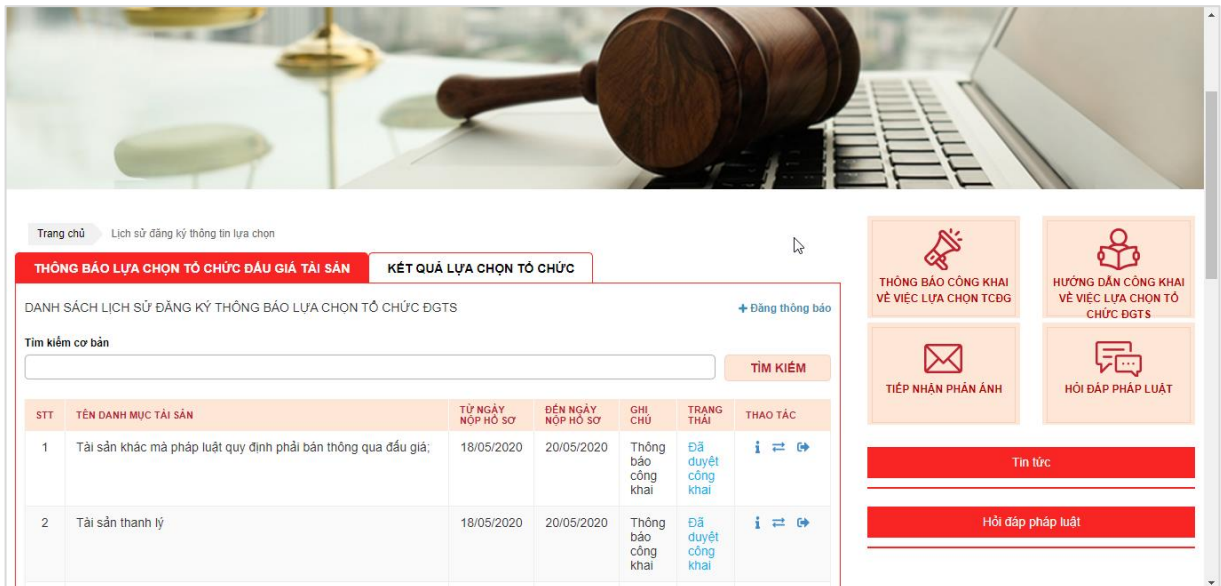 Trang chủ
Lịch sử đăng ký thông tin lựa chọn
THÔNG BÁO LỰA CHỌN TỔ CHỨC ĐẤU GIÁ TÀI SẢN
KẾT QUẢ LỰA CHỌN TỔ CHỨC
DANH SÁCH LỊCH SỬ ĐĂNG KÝ THÔNG BÁO LỰA CHỌN TỔ CHỨC ĐGTS
+ Đăng thông báo
Tìm kiếm cơ bản
TÌM KIẾM
STT
TÊN DANH MỤC TÀI SẢN
TỪ NGÀY
NỘP HỒ SƠ
ĐẾN NGÀY
NỘP HỒ SƠ
GHI
CHÚ
TRẠNG
THÁI
THAO TÁC
1
Tài sản khác mà pháp luật quy định phải bán thông qua đấu giá;
18/05/2020
20/05/2020
Thông
báo
công
khai
Đã
duyệt
công
khai
2
Tài sản thanh lý
18/05/2020
20/05/2020
Thông
báo
công
khai
Đã
duyệt
công
khai
THÔNG BÁO CÔNG KHAI
VỀ VIỆC LỰA CHỌN TCĐG
HƯỚNG DẪN CÔNG KHAI
VỀ VIỆC LỰA CHỌN TỔ
CHỨC ĐGTS
TIẾP NHẬN PHẢN ÁNH
HỎI ĐÁP PHÁP LUẬT
Tin tức
Hỏi đáp pháp luật